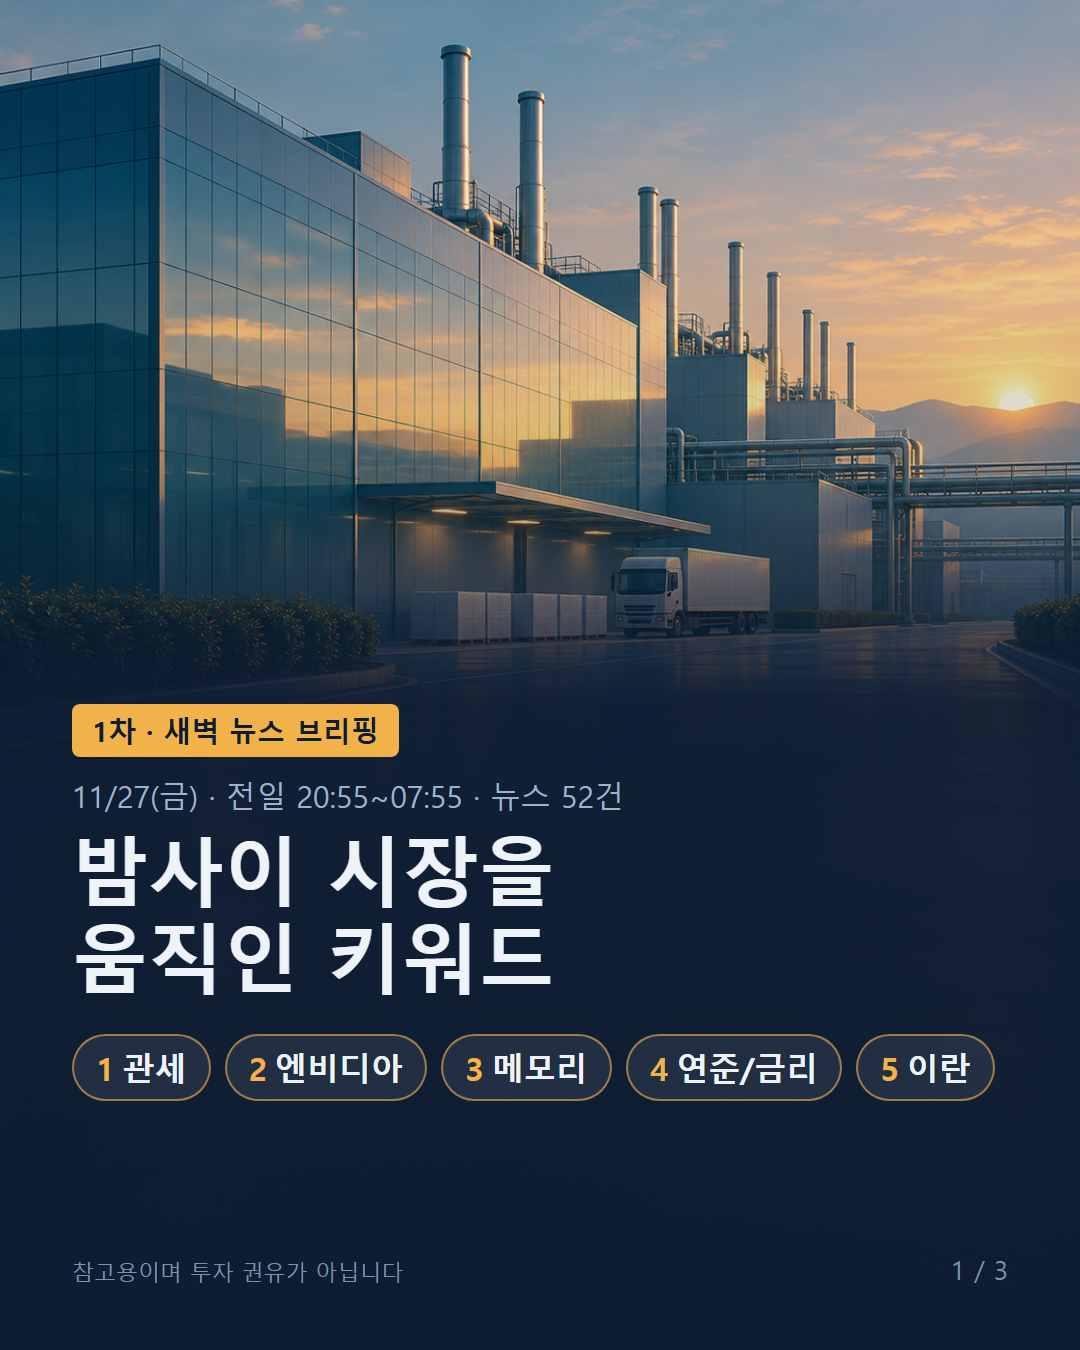 1차 · 새벽 뉴스 브리핑
11/27(금) · 전일 20:55~07:55 · 뉴스 52건
밤사이 시장을
움직인 키워드
1 관세 2 엔비디아 3 메모리 4 연준/금리 5 이란
참고용이며 투자 권유가 아닙니다 1 / 3